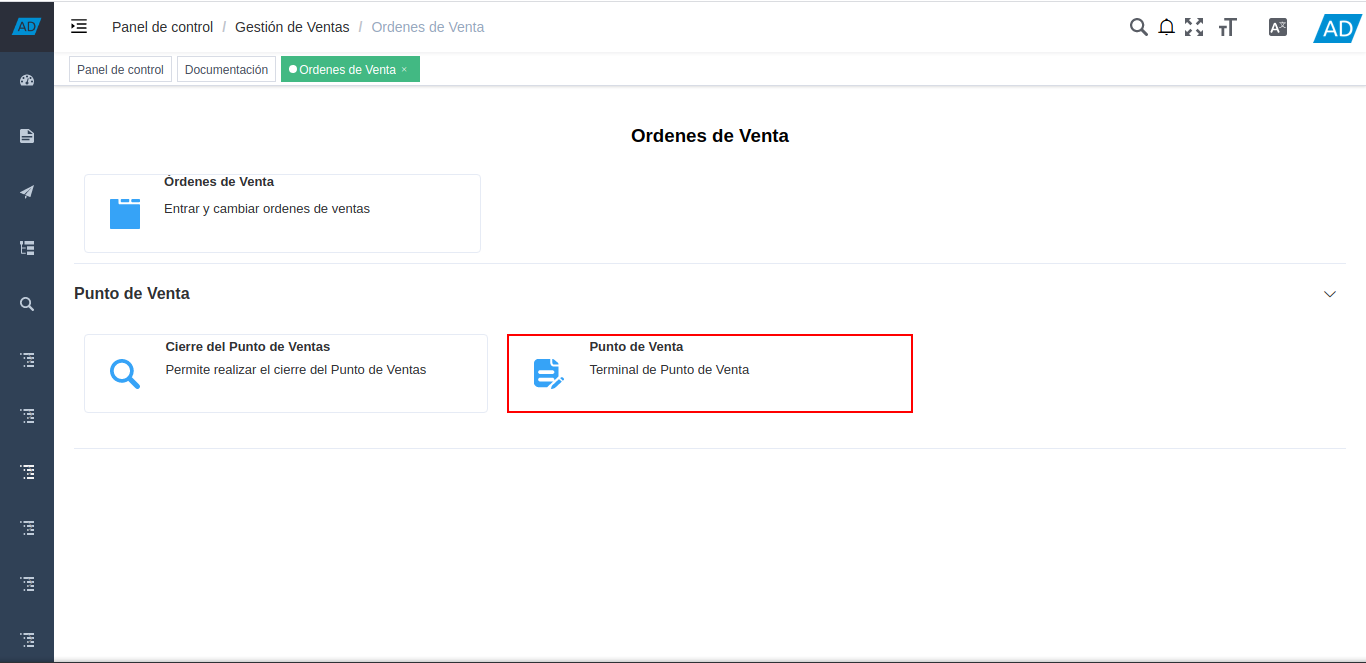 AD
Panel de control / Gestión de Ventas / Ordenes de Venta
AD
Panel de control
Documentación
Ordenes de Venta ×
Ordenes de Venta
Órdenes de Venta
Entrar y cambiar ordenes de ventas
Punto de Venta
Cierre del Punto de Ventas
Permite realizar el cierre del Punto de Ventas
Punto de Venta
Terminal de Punto de Venta